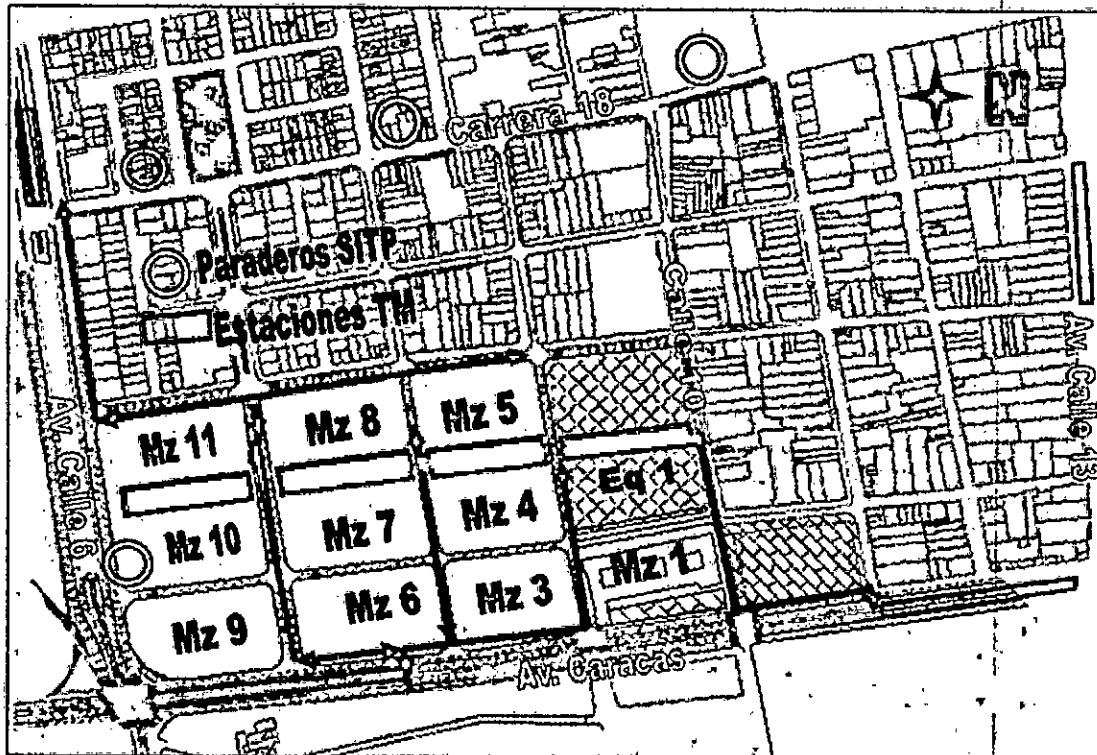 N
Carrera 18
Paraderos SITP
Estaciones TM
Calle 10
Av. Calle 13
Av. Calle 6
Mz 11
Mz 8
Mz 5
Eq 1
Mz 10
Mz 7
Mz 4
Mz 1
Mz 9
Mz 6
Mz 3
Av. Caracas